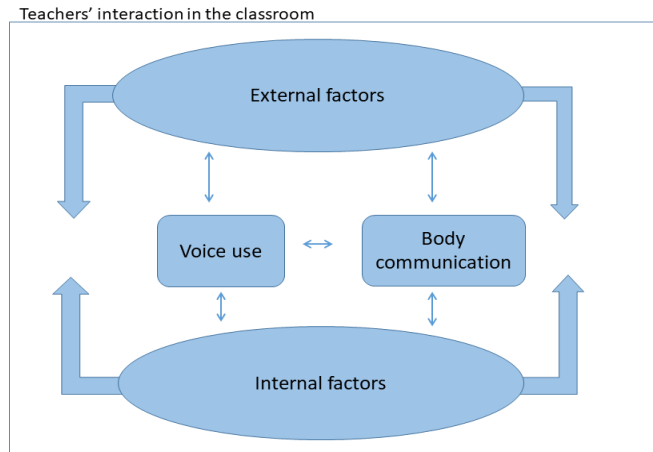 Teachers’ interaction in the classroom
External factors
Voice use
Body
communication
Internal factors